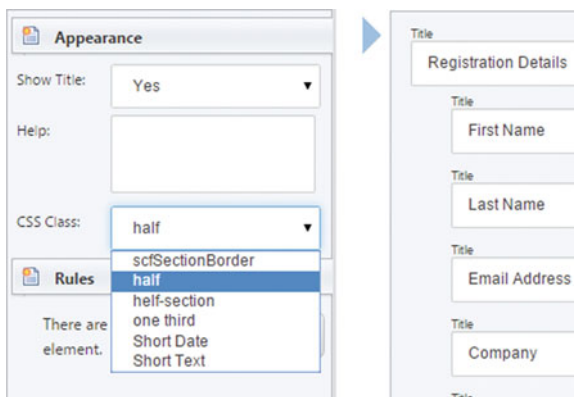 Appearance
Show Title:
Yes
Help:
CSS Class:
half
scfSectionBorder
half
helf-section
one third
Short Date
Short Text
Rules
There are
element.
Title
Registration Details
Title
First Name
Title
Last Name
Title
Email Address
Title
Company
Title